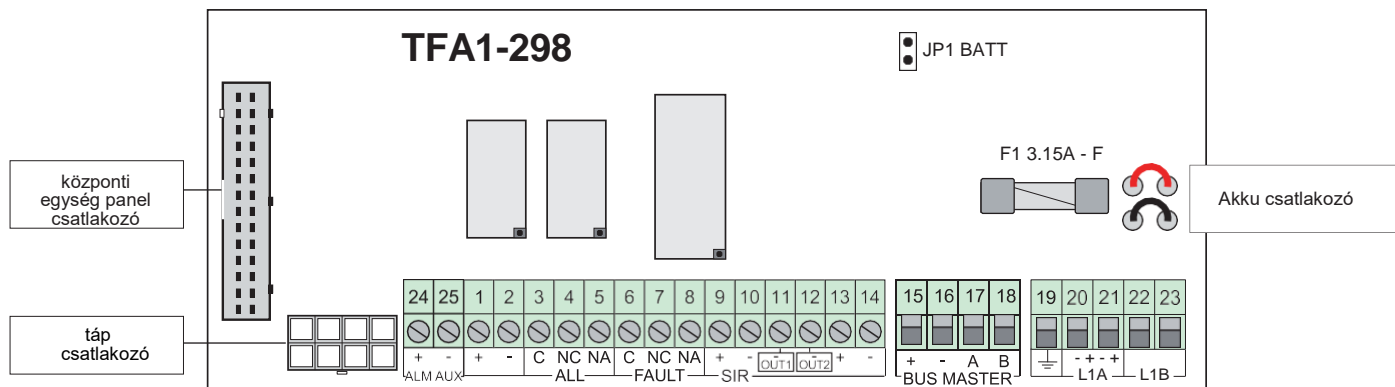 TFA1-298
JP1 BATT
F1 3.15A - F
központi
egység panel
csatlakozó
Akku csatlakozó
táp
csatlakozó
24 25 1 2 3 4 5 6 7 8 9 10 11 12 13 14 15 16 17 18 19 20 21 22 23
+ - + - C NC NA C NC NA + - - - + - + - A B - + - +
OUT1 OUT2
ALM AUX ALL FAULT SIR BUS MASTER L1A L1B